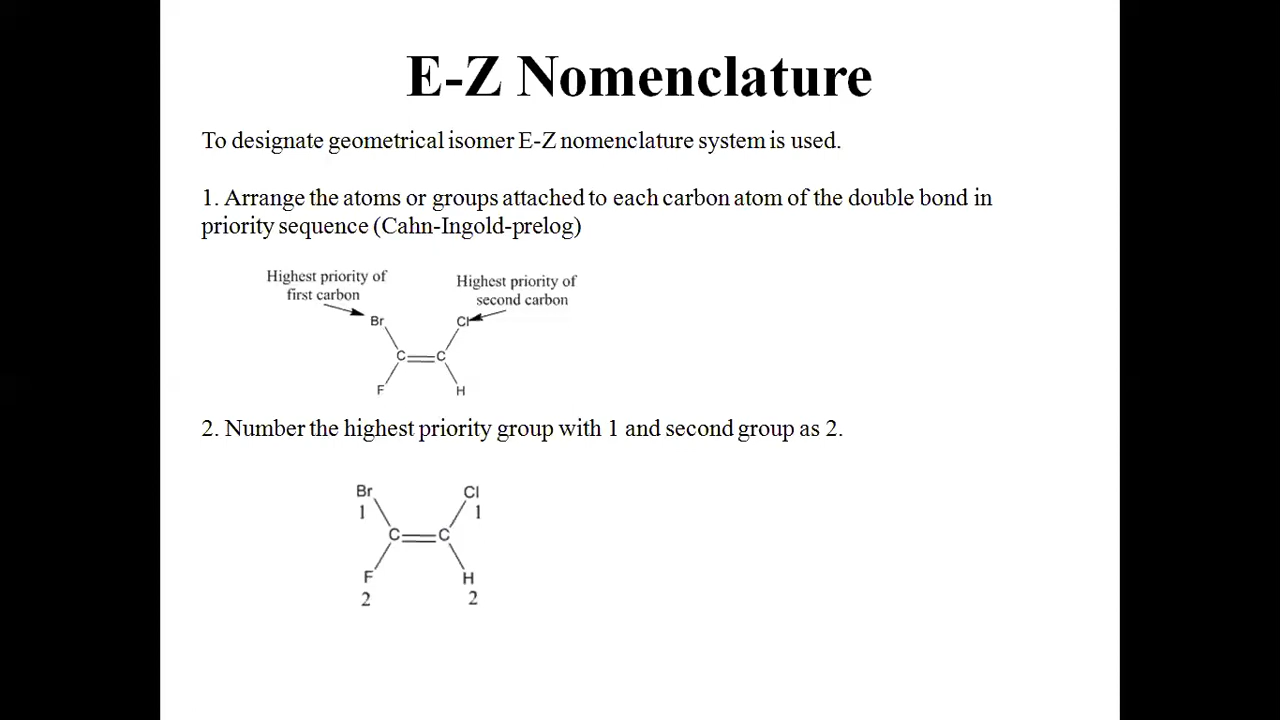 E-Z Nomenclature
To designate geometrical isomer E-Z nomenclature system is used.
1. Arrange the atoms or groups attached to each carbon atom of the double bond in
priority sequence (Cahn-Ingold-prelog)
Highest priority of
first carbon
Highest priority of
second carbon
Br Cl
C C
F H
2. Number the highest priority group with 1 and second group as 2.
Br Cl
1 1
C C
F H
2 2